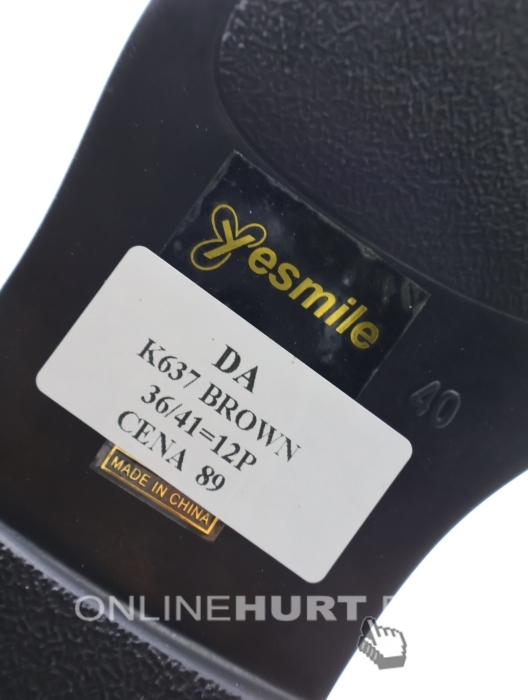 Yesmile
DA
K637 BROWN
36/41=12P
CENA 89
40
MADE IN CHINA
ONLINEHURT